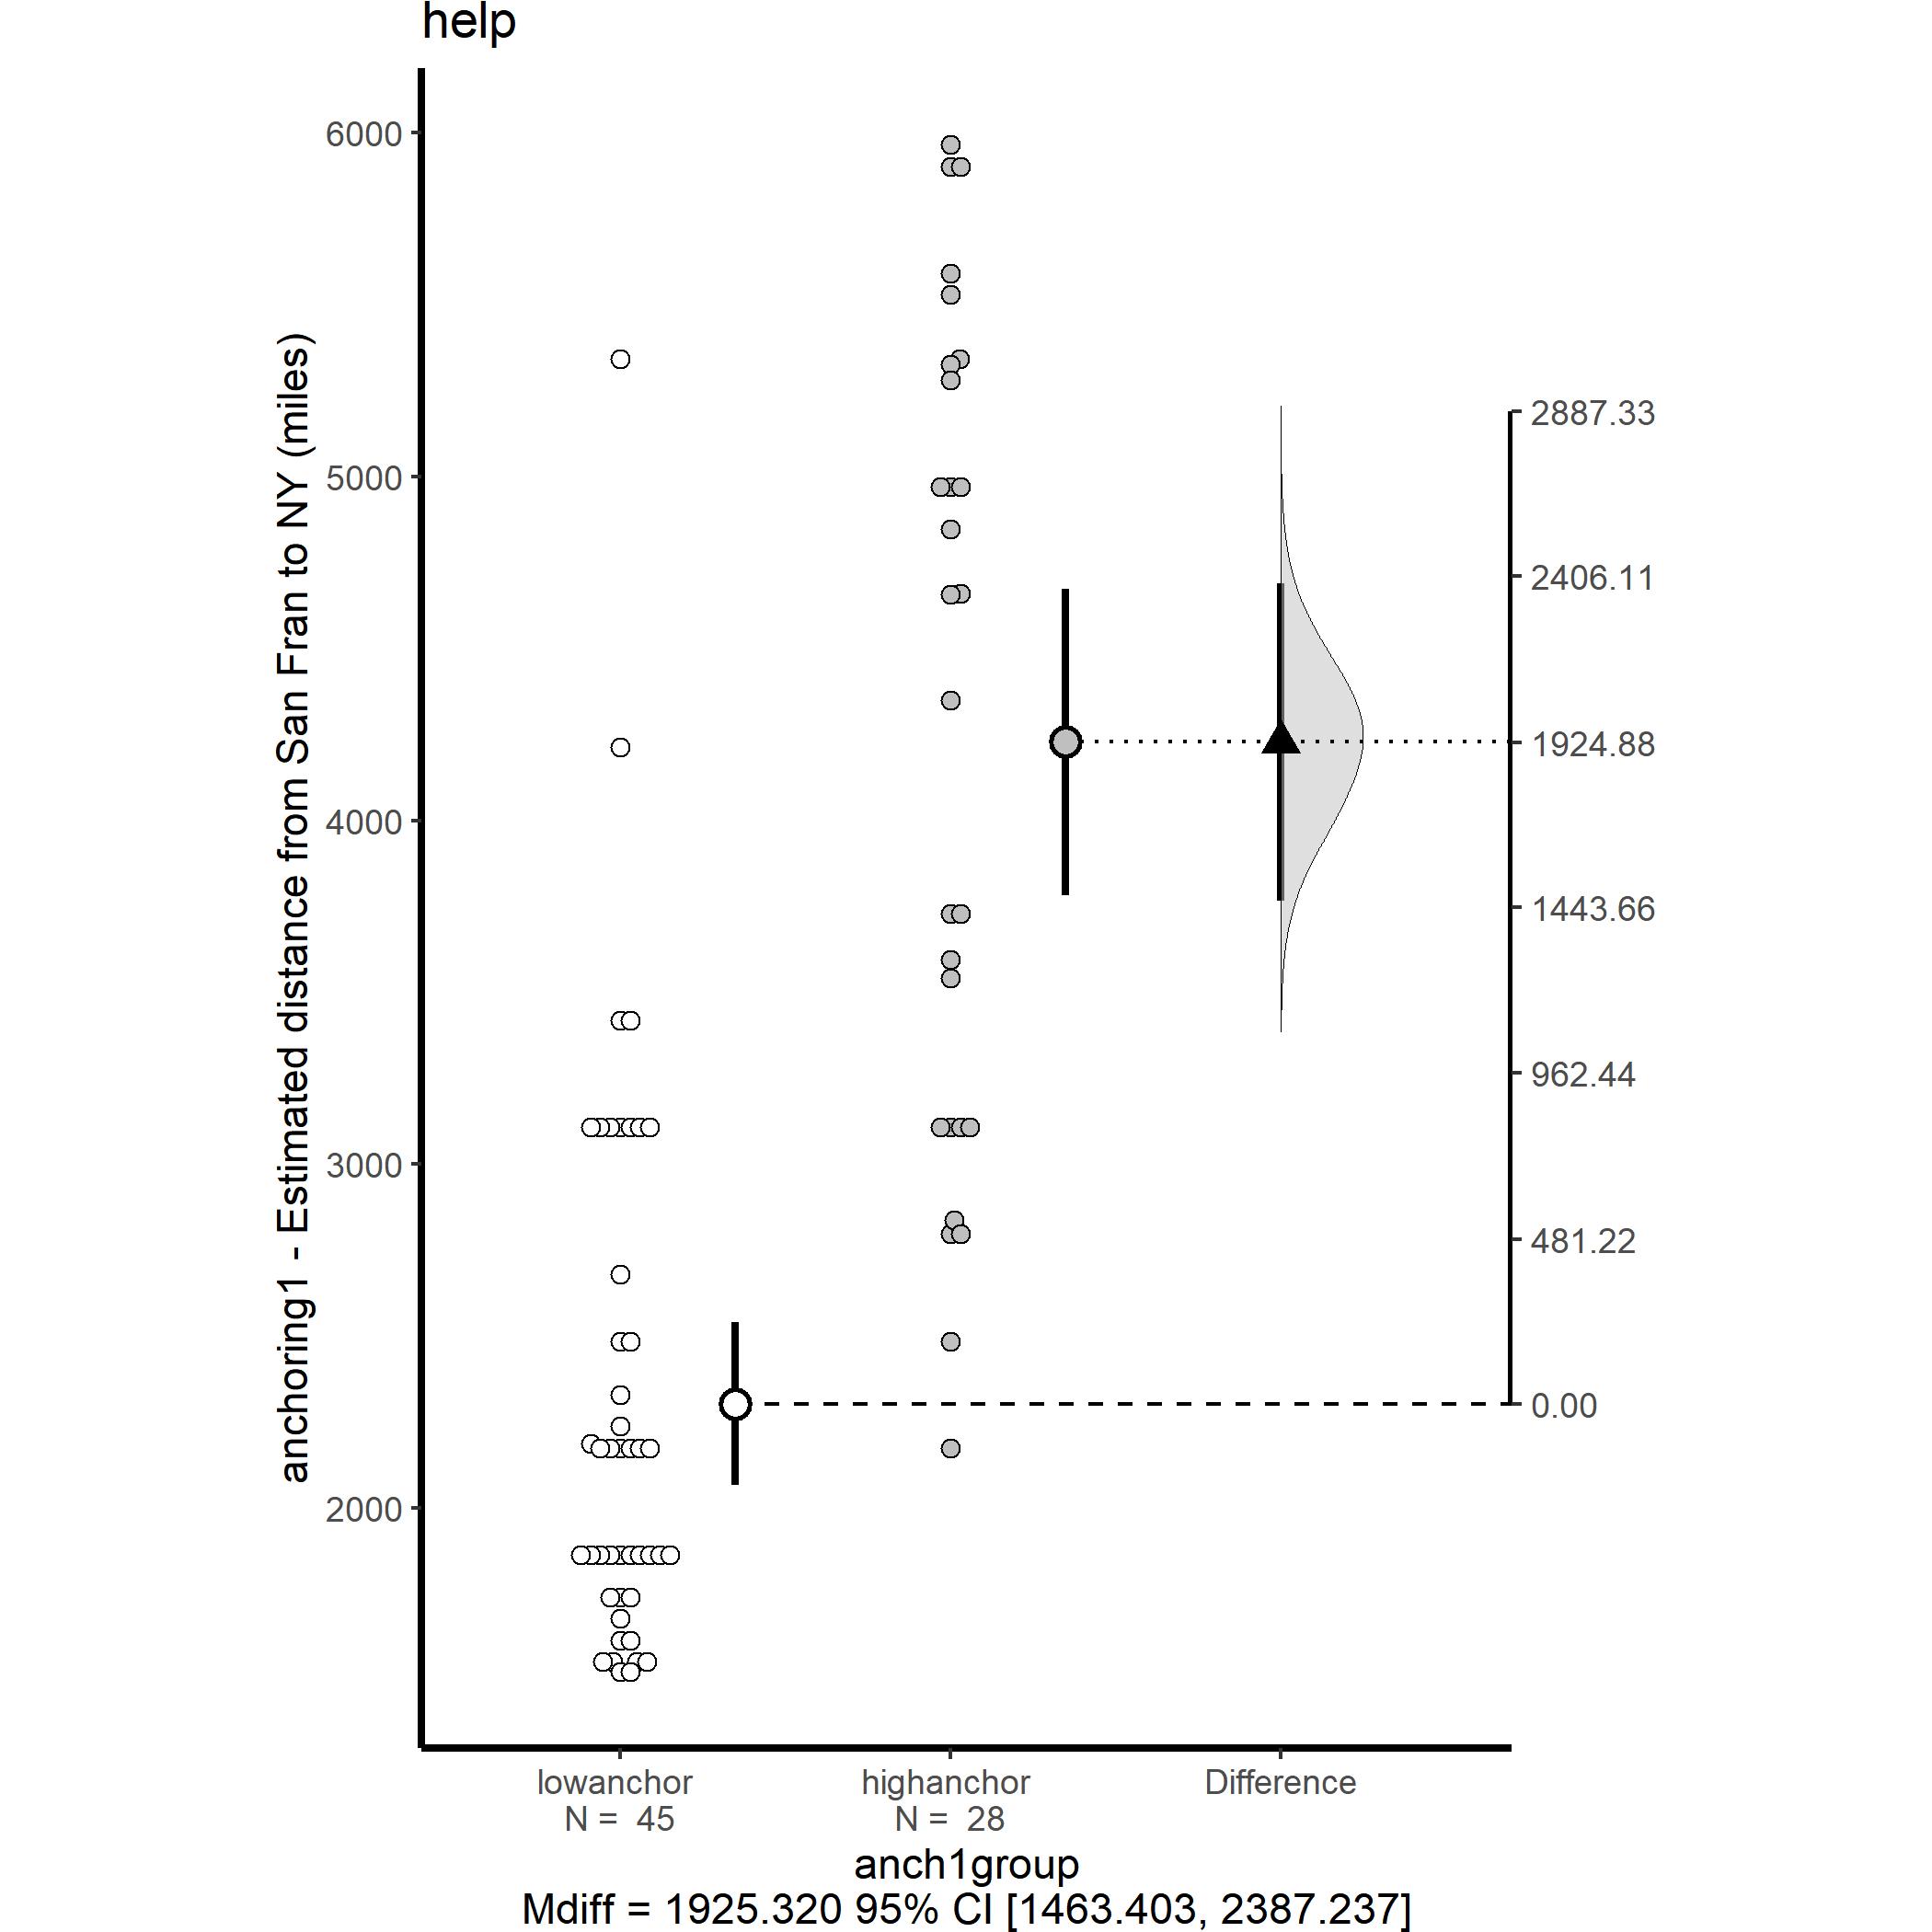 help
anchoring1 - Estimated distance from San Fran to NY (miles)
6000
5000
4000
3000
2000
2887.33
2406.11
1924.88
1443.66
962.44
481.22
0.00
lowanchor
N =  45
highanchor
N =  28
Difference
anch1group
Mdiff = 1925.320 95% CI [1463.403, 2387.237]